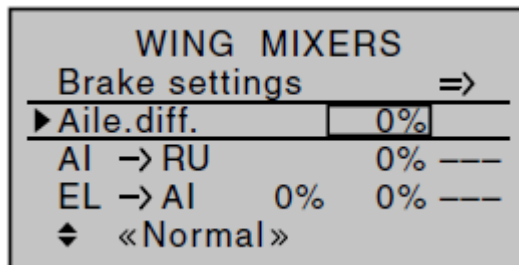 WING MIXERS
Brake settings =>
▶Aile.diff. 0%
AI –> RU 0% –––
EL –> AI 0% 0% –––
«Normal»